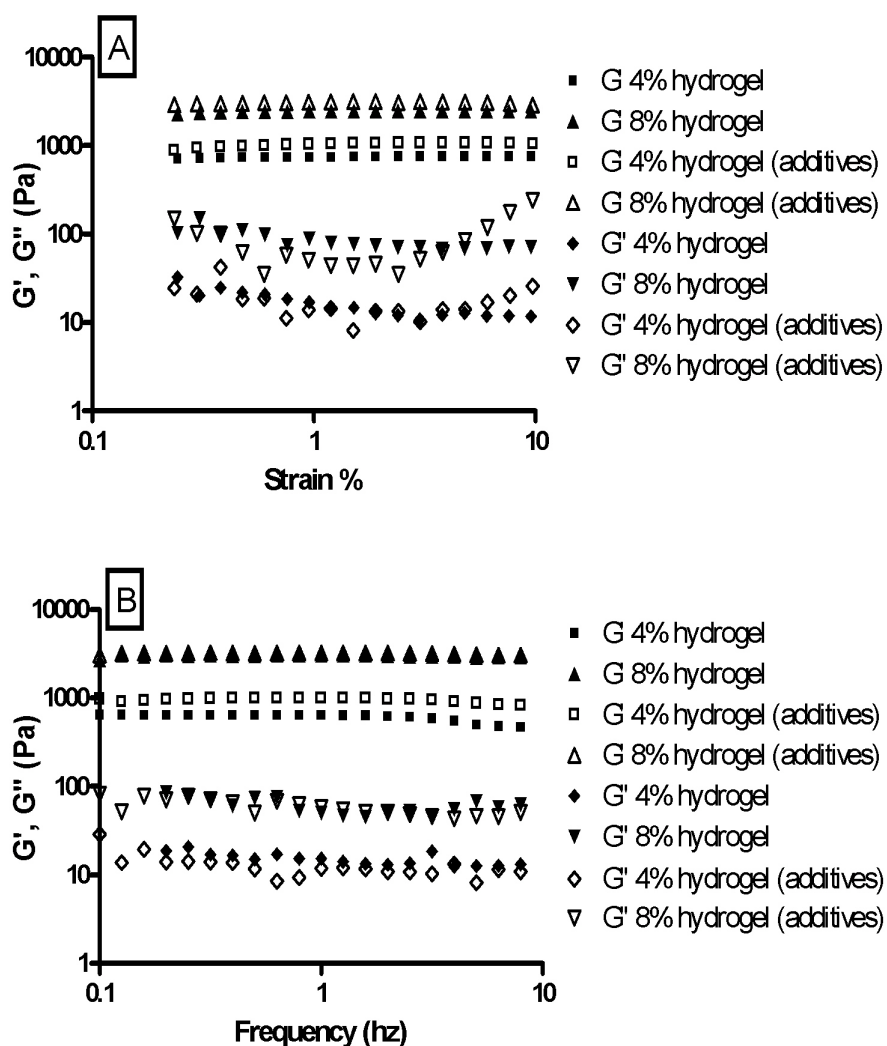 A
10000
1000
100
10
1
0.1
1
10
G', G'' (Pa)
Strain %
G' 4% hydrogel
G' 8% hydrogel
G' 4% hydrogel (additives)
G' 8% hydrogel (additives)
G'' 4% hydrogel
G'' 8% hydrogel
G'' 4% hydrogel (additives)
G'' 8% hydrogel (additives)
B
10000
1000
100
10
1
0.1
1
10
G', G'' (Pa)
Frequency (hz)
G' 4% hydrogel
G' 8% hydrogel
G' 4% hydrogel (additives)
G' 8% hydrogel (additives)
G'' 4% hydrogel
G'' 8% hydrogel
G'' 4% hydrogel (additives)
G'' 8% hydrogel (additives)